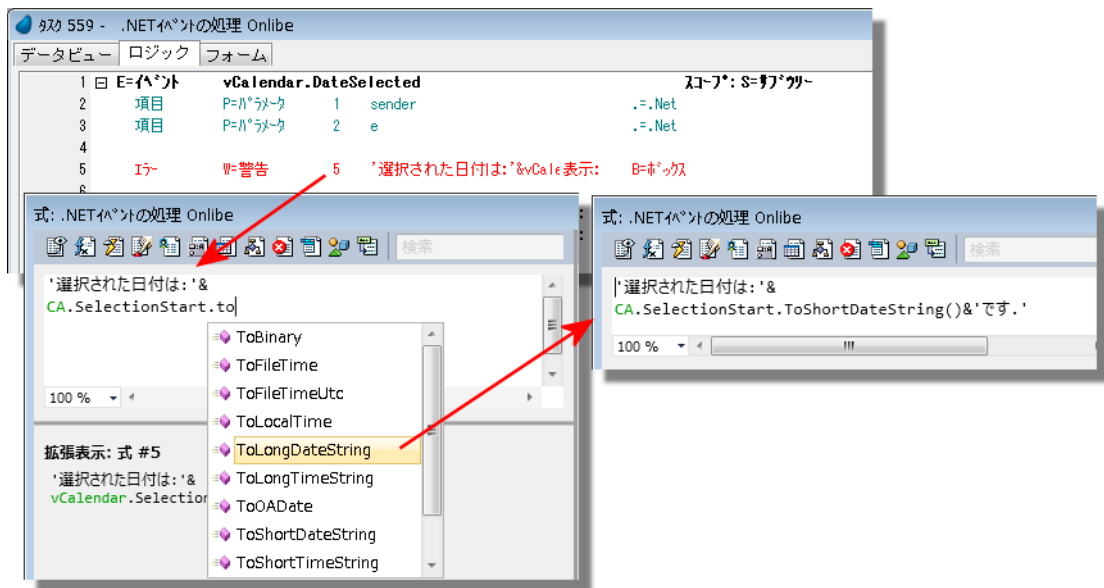 タスク 559 - .NETイベントの処理 Onlibe
データビュー ロジック フォーム
1 E=イベント vCalendar.DateSelected スコープ: S=サブツリー
2 項目 P=パラメータ 1 sender .=.Net
3 項目 P=パラメータ 2 e .=.Net
4
5 エラー W=警告 5 '選択された日付は:'&vCale表示: B=ボックス
6
式: .NETイベントの処理 Onlibe
検索
'選択された日付は:'&
CA.SelectionStart.to
ToBinary
ToFileTime
ToFileTimeUtc
ToLocalTime
ToLongDateString
ToLongTimeString
ToOADate
ToShortDateString
ToShortTimeString
100 %
拡張表示: 式 #5
'選択された日付は:'&
vCalendar.Selection
式: .NETイベントの処理 Onlibe
検索
'選択された日付は:'&
CA.SelectionStart.ToShortDateString()&'です.'
100 %